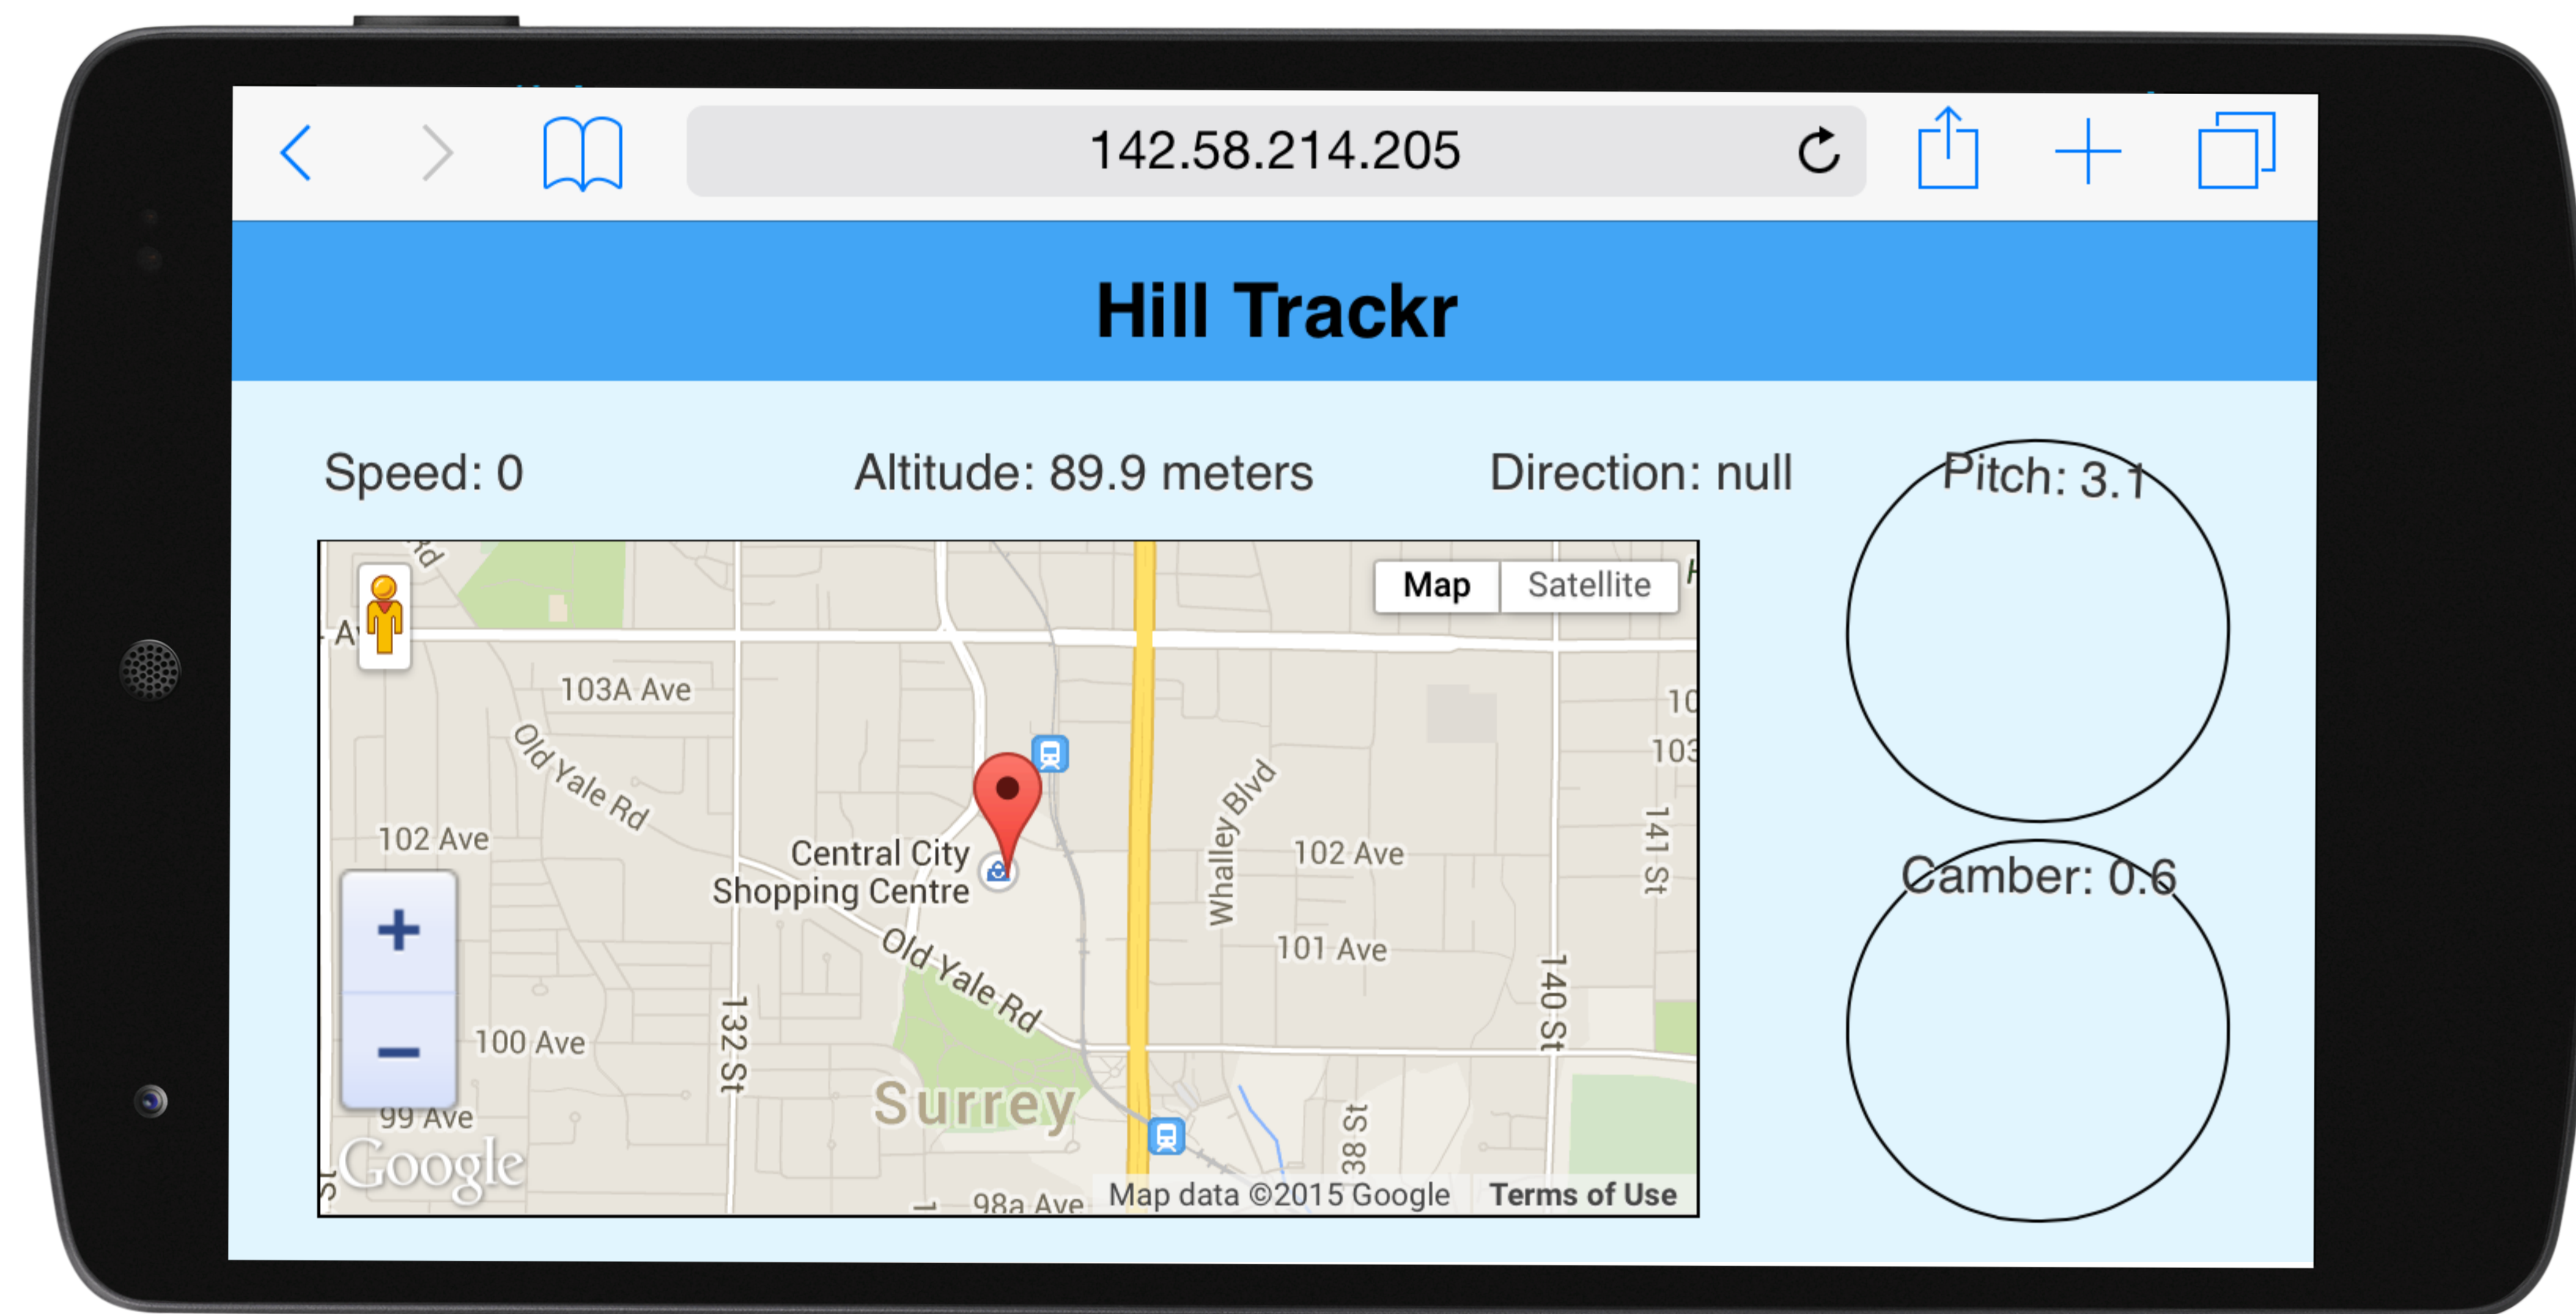 142.58.214.205
Hill Trackr
Speed: 0
Altitude: 89.9 meters
Direction: null
Pitch: 3.1
Rd
Map
Satellite
103A Ave
Old Yale Rd
102 Ave
Central City
Shopping Centre
Whalley Blvd
102 Ave
141 St
103
10
Old Yale Rd
101 Ave
140 St
Camber: 0.6
+
−
132 St
100 Ave
Surrey
99 Ave
38 St
Google
98a Ave
Map data ©2015 Google
Terms of Use